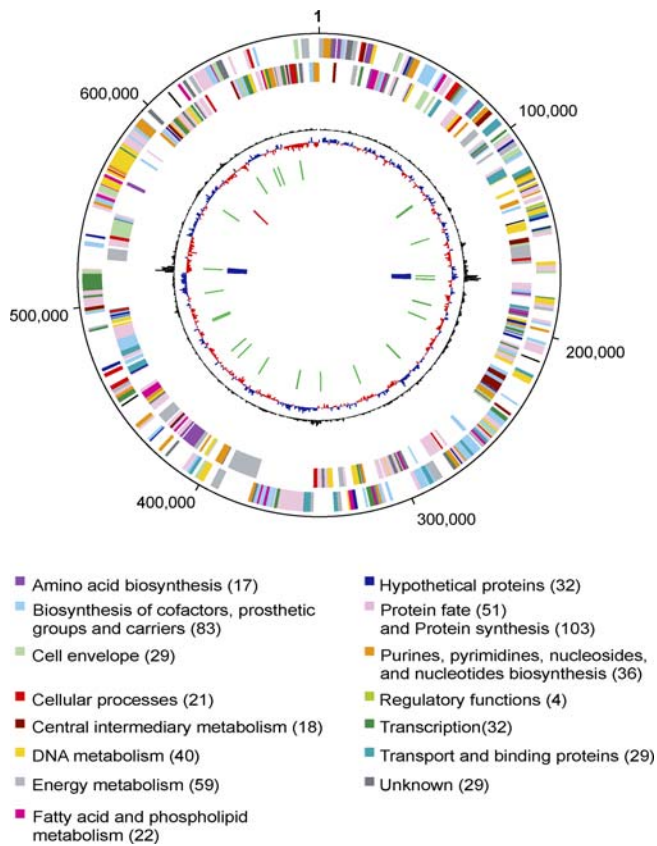 1
100,000
200,000
300,000
400,000
500,000
600,000
Amino acid biosynthesis (17)
Biosynthesis of cofactors, prosthetic
groups and carriers (83)
Cell envelope (29)
Cellular processes (21)
Central intermediary metabolism (18)
DNA metabolism (40)
Energy metabolism (59)
Fatty acid and phospholipid
metabolism (22)
Hypothetical proteins (32)
Protein fate (51)
and Protein synthesis (103)
Purines, pyrimidines, nucleosides,
and nucleotides biosynthesis (36)
Regulatory functions (4)
Transcription(32)
Transport and binding proteins (29)
Unknown (29)